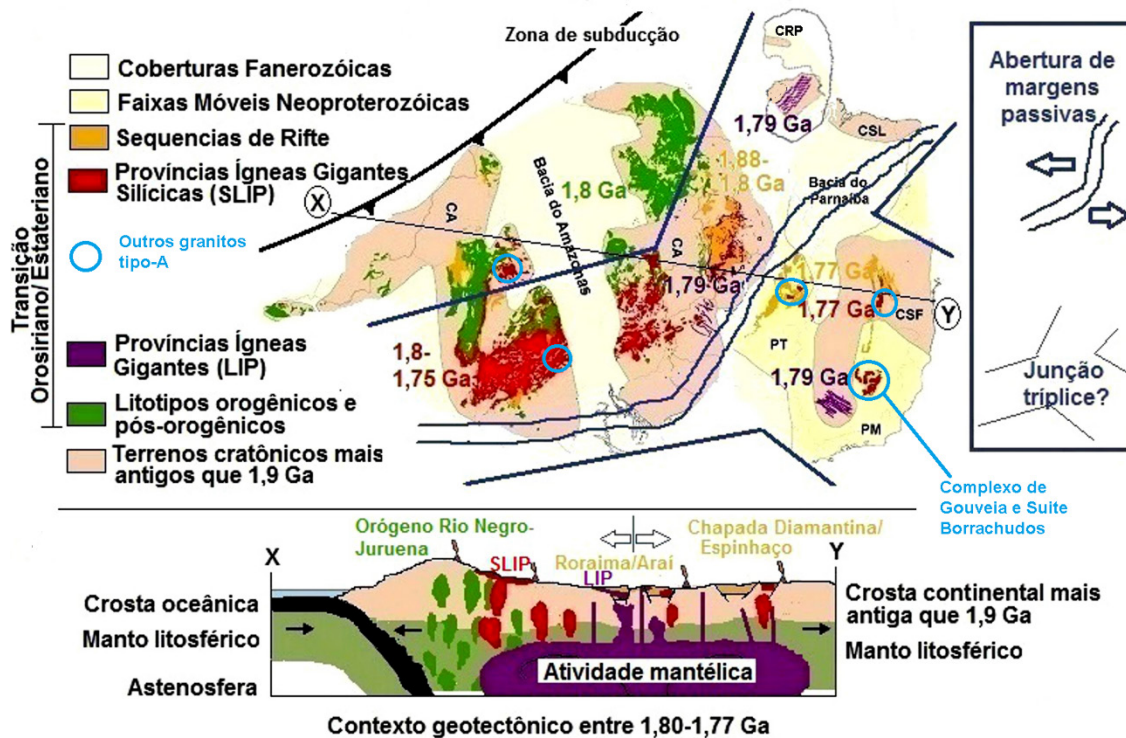 Coberturas Fanerozóicas
Faixas Móveis Neoproterozóicas
Sequencias de Rifte
Províncias Ígneas Gigantes
Silícicas (SLIP)
Outros granitos
tipo-A
Províncias Ígneas
Gigantes (LIP)
Litotipos orogênicos e
pós-orogênicos
Terrenos cratônicos mais
antigos que 1,9 Ga
Transição
Orosiriano/Estateriano
Zona de subducção
CRP
1,79 Ga
CSL
1,88-
1,8 Ga
Bacia do
Parnaíba
1,8 Ga
X
CA
Bacia do Amazonas
CA
1,79 Ga
1,77 Ga
1,77 Ga
CSF
Y
PT
1,8-
1,75 Ga
1,79 Ga
PM
Complexo de
Gouveia e Suite
Borrachudos
Abertura de
margens
passivas
Junção
tríplice?
Orógeno Rio Negro-
Juruena
Chapada Diamantina/
Espinhaço
X
SLIP
Roraima/Araí
LIP
Y
Crosta oceânica
Manto litosférico
Astenosfera
Atividade mantélica
Crosta continental mais
antiga que 1,9 Ga
Manto litosférico
Contexto geotectônico entre 1,80-1,77 Ga